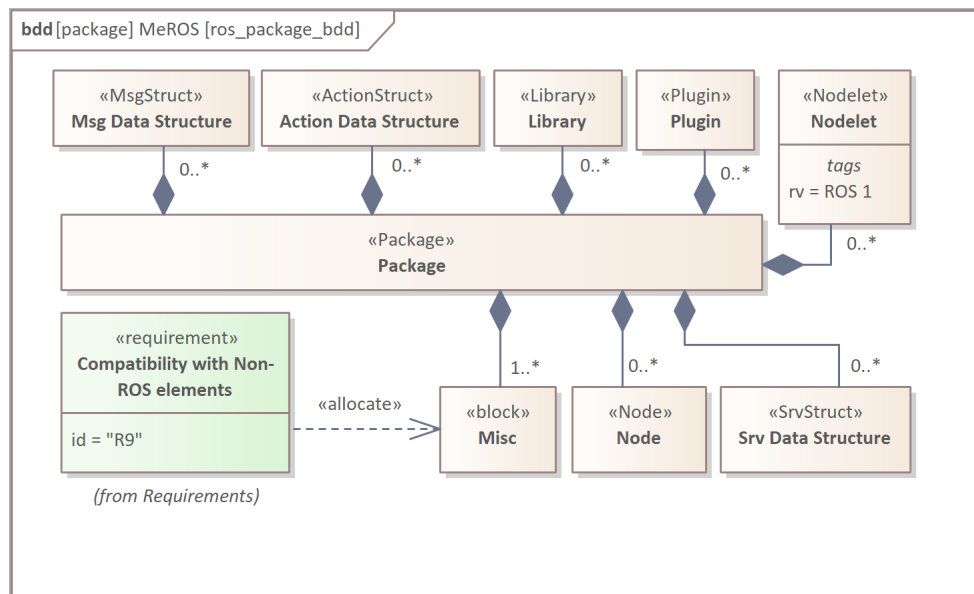 bdd [package] MeROS [ros_package_bdd]
«MsgStruct»
Msg Data Structure
«ActionStruct»
Action Data Structure
«Library»
Library
«Plugin»
Plugin
«Nodelet»
Nodelet
tags
rv = ROS 1
0..*
0..*
0..*
0..*
0..*
«Package»
Package
«requirement»
Compatibility with Non-
ROS elements
id = "R9"
(from Requirements)
«allocate»
1..*
0..*
0..*
«block»
Misc
«Node»
Node
«SrvStruct»
Srv Data Structure